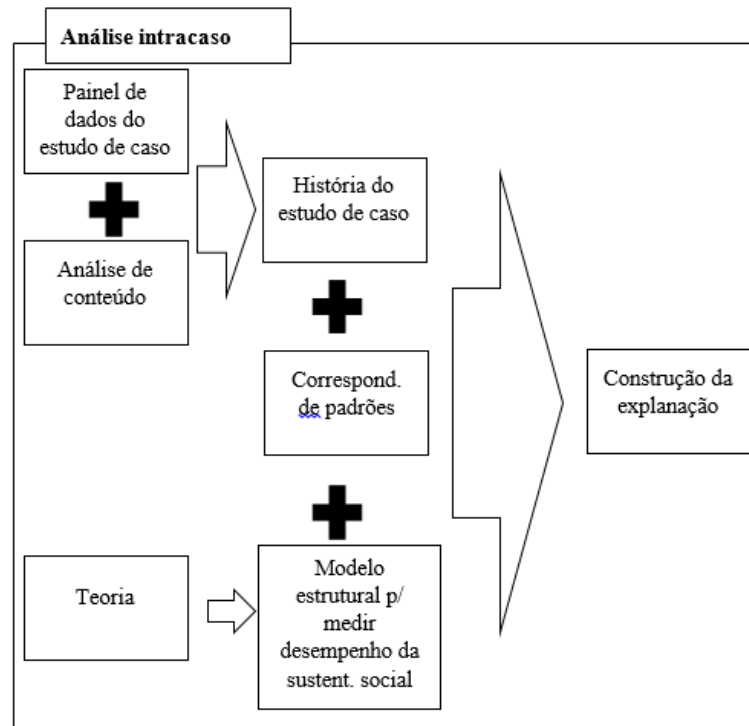 Análise intracaso
Painel de
dados do
estudo de caso
Análise de
conteúdo
História do
estudo de caso
Correspond.
de padrões
Teoria
Modelo
estrutural p/
medir
desempenho da
sustent. social
Construção da
explanação